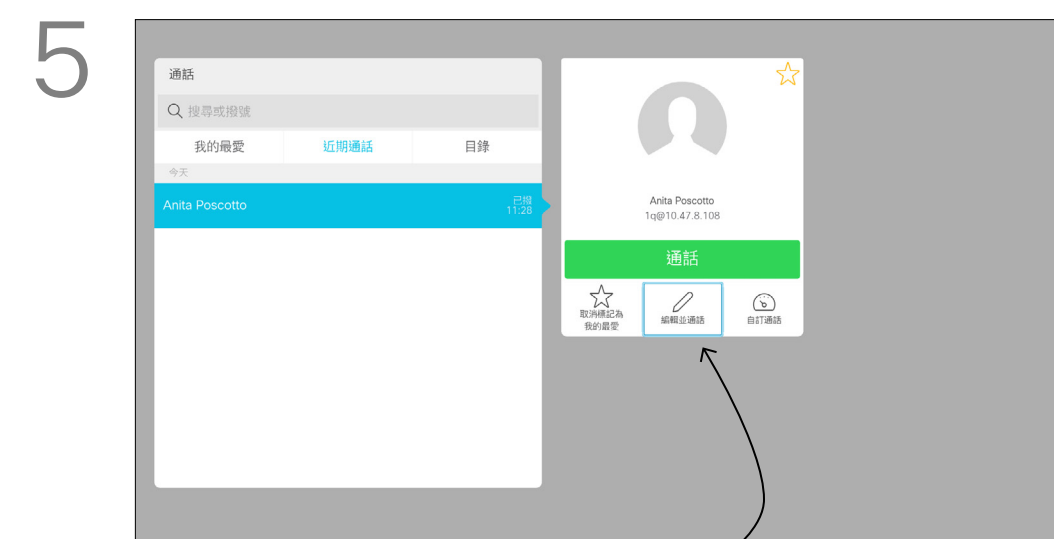 5
通話
搜尋或撥號
我的最愛 近期通話 目錄
今天
Anita Poscotto 已撥
11:28
Anita Poscotto
1q@10.47.8.108
通話
取消標記為
我的最愛
編輯並通話
自訂通話